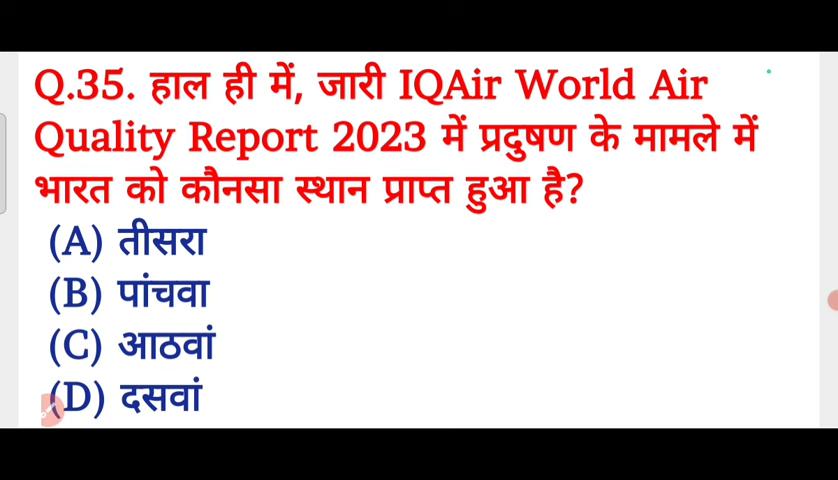 Q.35. हाल ही में, जारी IQAir World Air
Quality Report 2023 में प्रदुषण के मामले में
भारत को कौनसा स्थान प्राप्त हुआ है?
(A) तीसरा
(B) पांचवा
(C) आठवां
(D) दसवां